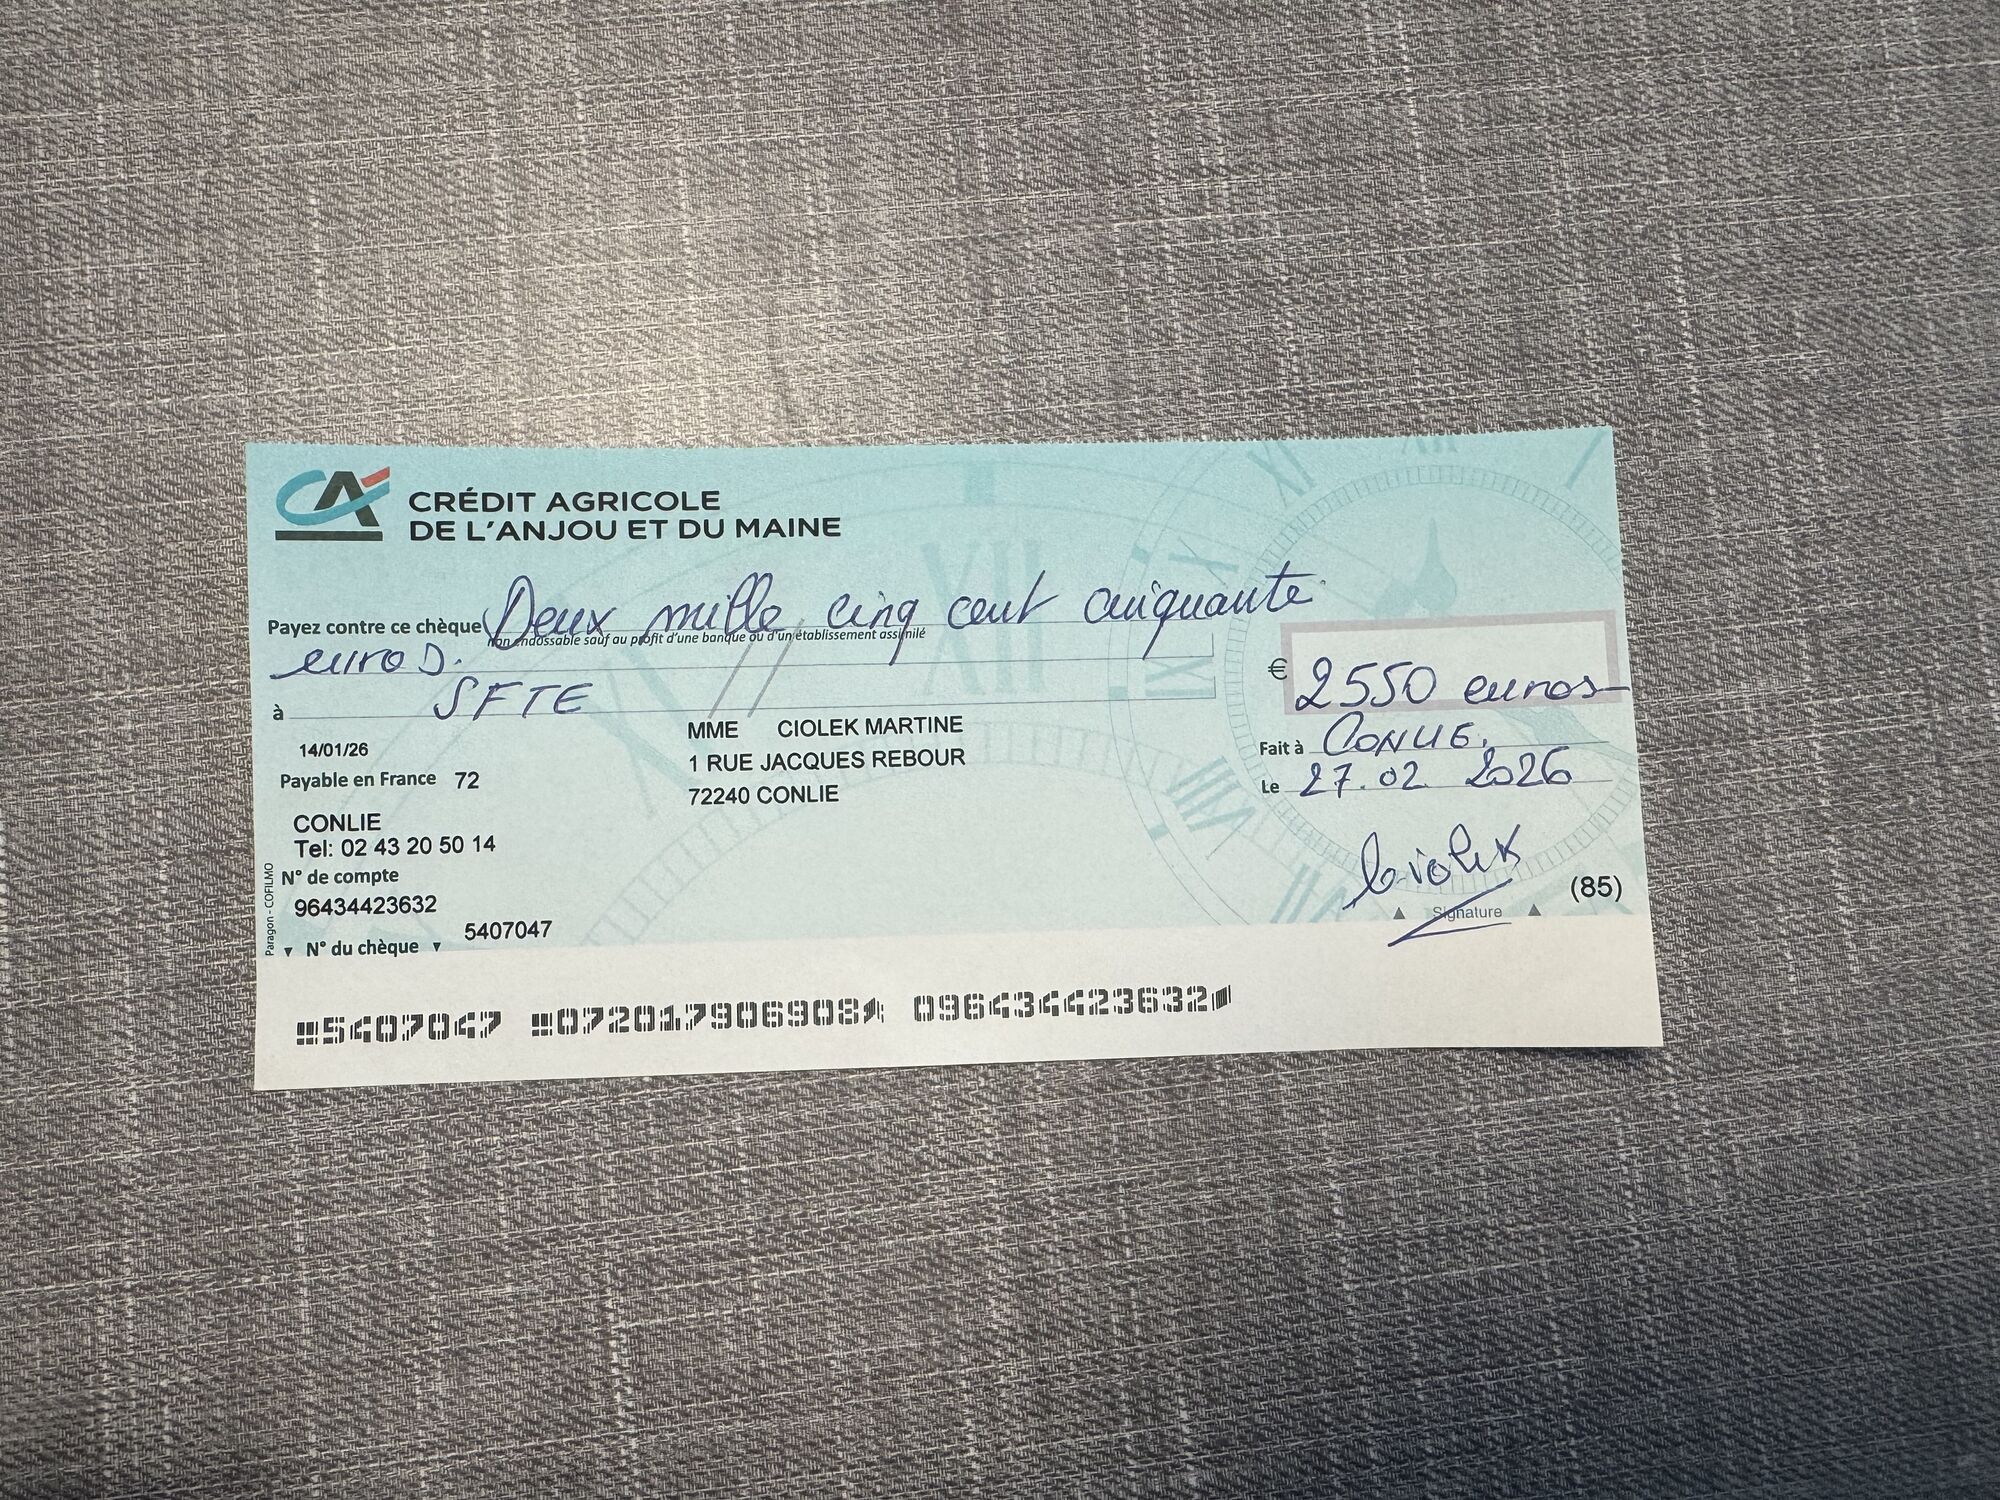 CA CRÉDIT AGRICOLE
DE L'ANJOU ET DU MAINE
Payez contre ce chèque Deux mille cinq cent cinquante
non endossable sauf au profit d'une banque ou d'un établissement assimilé
euros.
€ 2550 euros
à SFTE
MME CIOLEK MARTINE
1 RUE JACQUES REBOUR
72240 CONLIE
Fait à CONLIE.
Le 27.02 2026
14/01/26
Payable en France 72
CONLIE
Tel: 02 43 20 50 14
N° de compte
96434423632
Paragon - COFILMO
5407047
▼ N° du chèque ▼
Ciolek
▲ Signature ▲
(85)
5407047 072017906908 096434423632